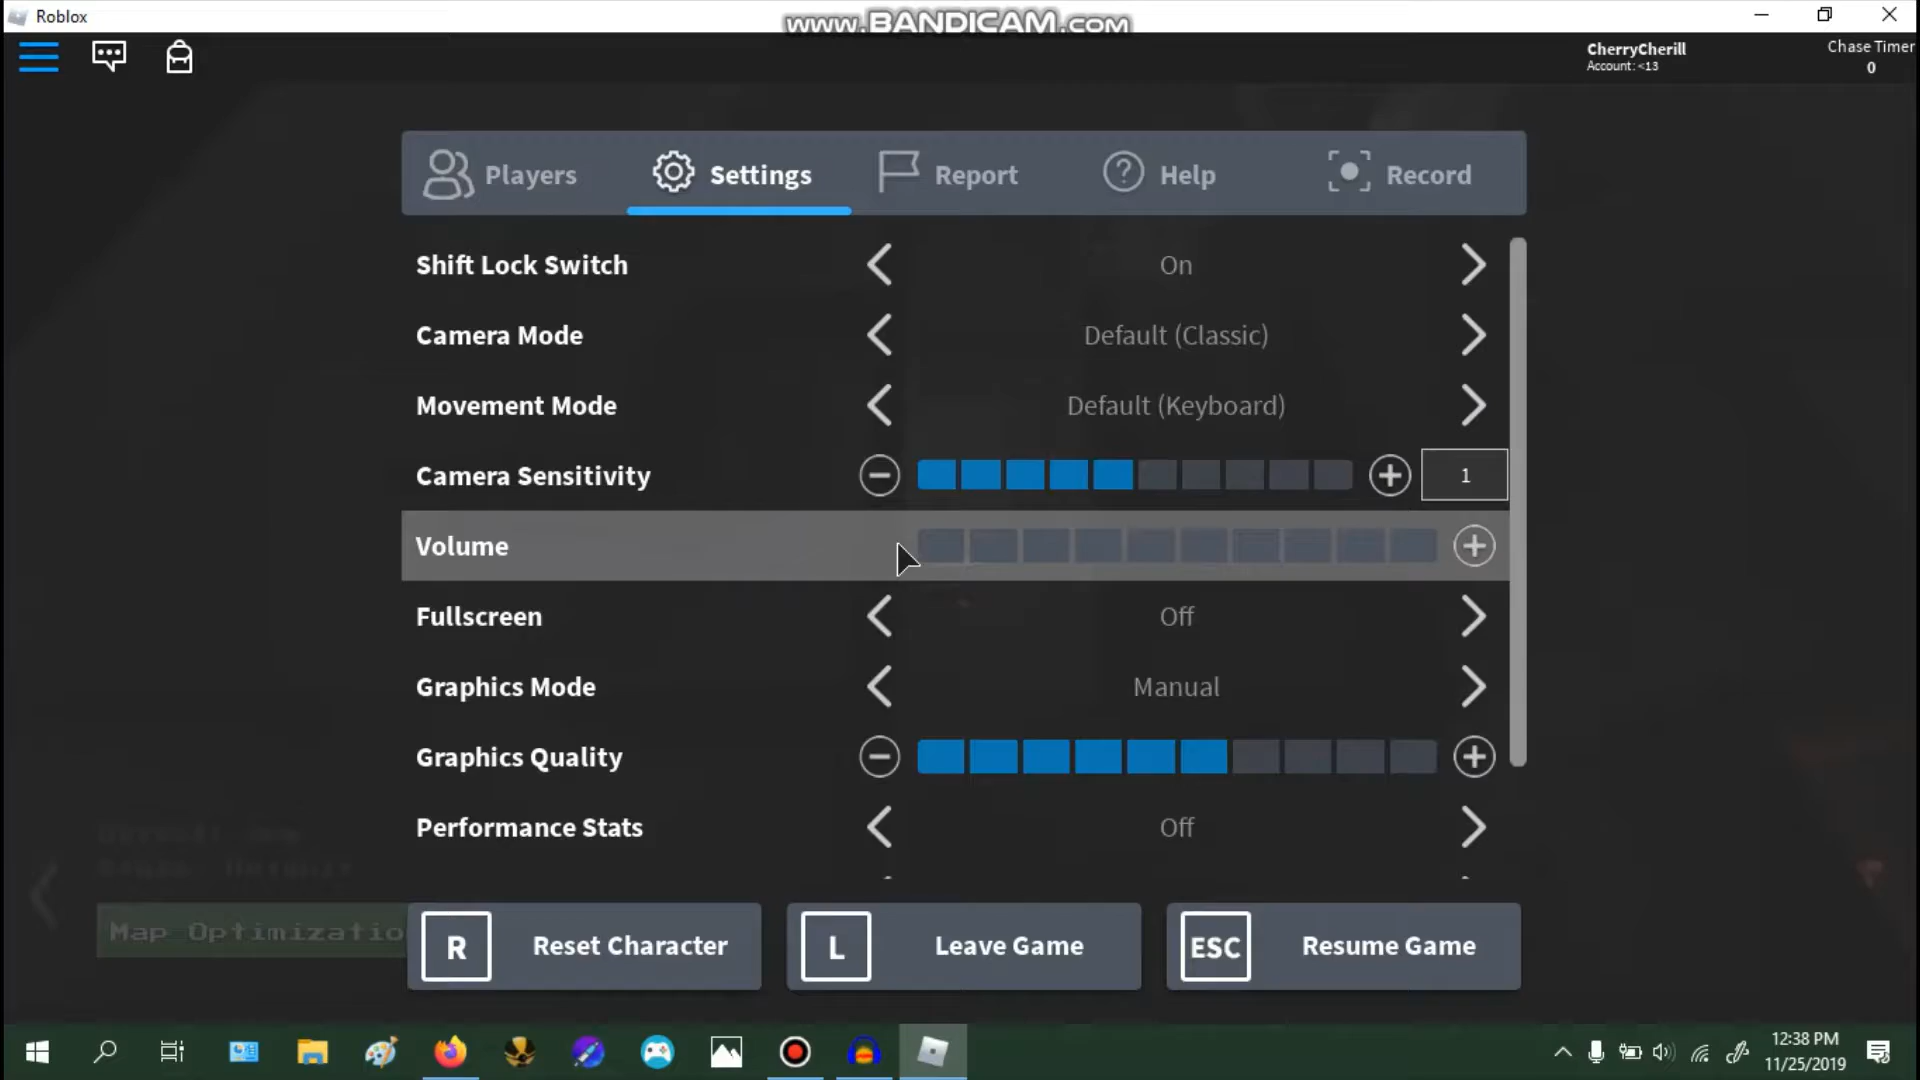 Roblox
www.BANDICAM.com
CherryCherill
Account: <13
Chase Timer
0
Players
Settings
Report
Help
Record
Shift Lock Switch
On
Camera Mode
Default (Classic)
Movement Mode
Default (Keyboard)
Camera Sensitivity
1
Volume
Fullscreen
Off
Graphics Mode
Manual
Graphics Quality
Performance Stats
Off
Map Optimizatio
R
Reset Character
L
Leave Game
ESC
Resume Game
12:38 PM
11/25/2019